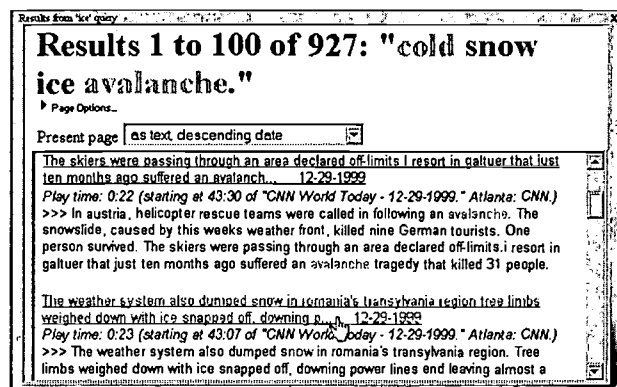 Results from 'ice' query
Results 1 to 100 of 927: "cold snow
ice avalanche."
Page Options...
Present page as text, descending date
The skiers were passing through an area declared off-limits I resort in galtuer that just
ten months ago suffered an avalanch... 12-29-1999
Play time: 0:22 (starting at 43:30 of "CNN World Today - 12-29-1999." Atlanta: CNN.)
>>> In austria, helicopter rescue teams were called in following an avalanche. The
snowslide, caused by this weeks weather front, killed nine German tourists. One
person survived. The skiers were passing through an area declared off-limits.i resort in
galtuer that just ten months ago suffered an avalanche tragedy that killed 31 people.
The weather system also dumped snow in romania's transylvania region tree limbs
weighed down with ice snapped off, downing p... 12-29-1999
Play time: 0:23 (starting at 43:07 of "CNN World Today - 12-29-1999." Atlanta: CNN.)
>>> The weather system also dumped snow in romania's transylvania region. Tree
limbs weighed down with ice snapped off, downing power lines end leaving almost a